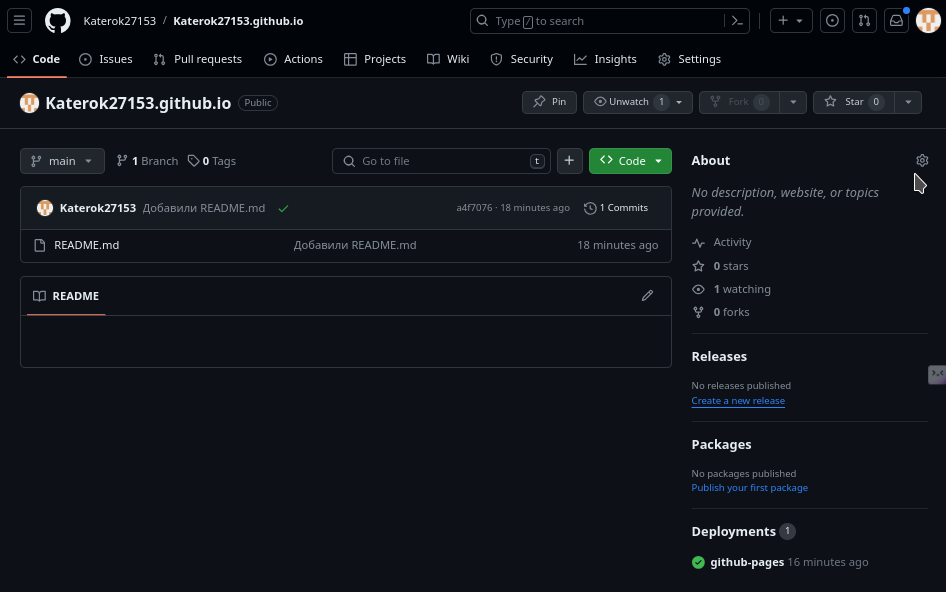 Katerok27153 / Katerok27153.github.io
Type / to search
Code
Issues
Pull requests
Actions
Projects
Wiki
Security
Insights
Settings
Katerok27153.github.io
Public
Pin
Unwatch 1
Fork 0
Star 0
main
1 Branch
0 Tags
Go to file
t
Code
Katerok27153 Добавили README.md
a4f7076 · 18 minutes ago
1 Commits
README.md
Добавили README.md
18 minutes ago
README
About
No description, website, or topics
provided.
Activity
0 stars
1 watching
0 forks
Releases
No releases published
Create a new release
Packages
No packages published
Publish your first package
Deployments 1
github-pages 16 minutes ago